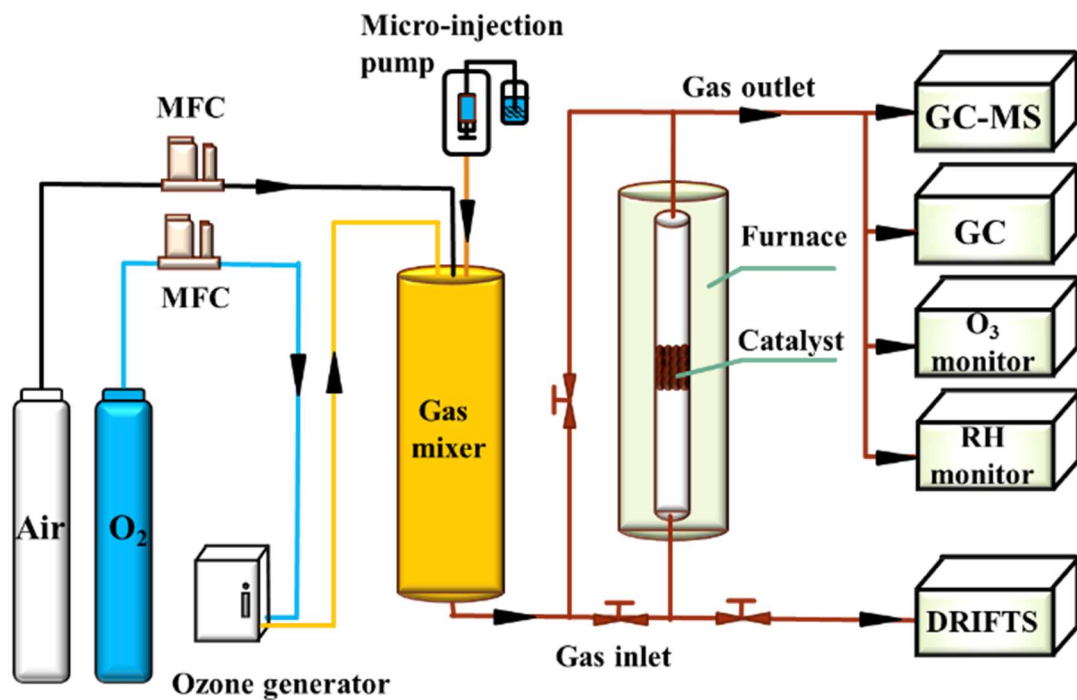 Micro-injection
pump
MFC
MFC
Gas outlet
GC-MS
GC
Furnace
Catalyst
O₃
monitor
RH
monitor
Gas
mixer
Air
O₂
Ozone generator
Gas inlet
DRIFTS